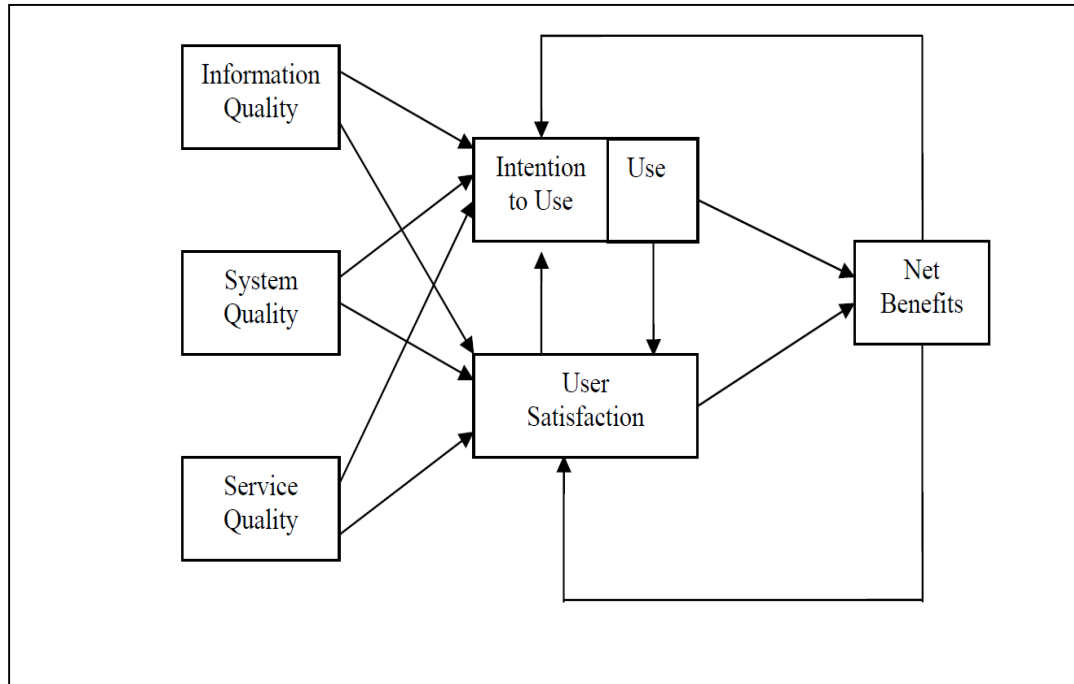 Information
Quality
Intention
to Use
Use
System
Quality
Net
Benefits
User
Satisfaction
Service
Quality